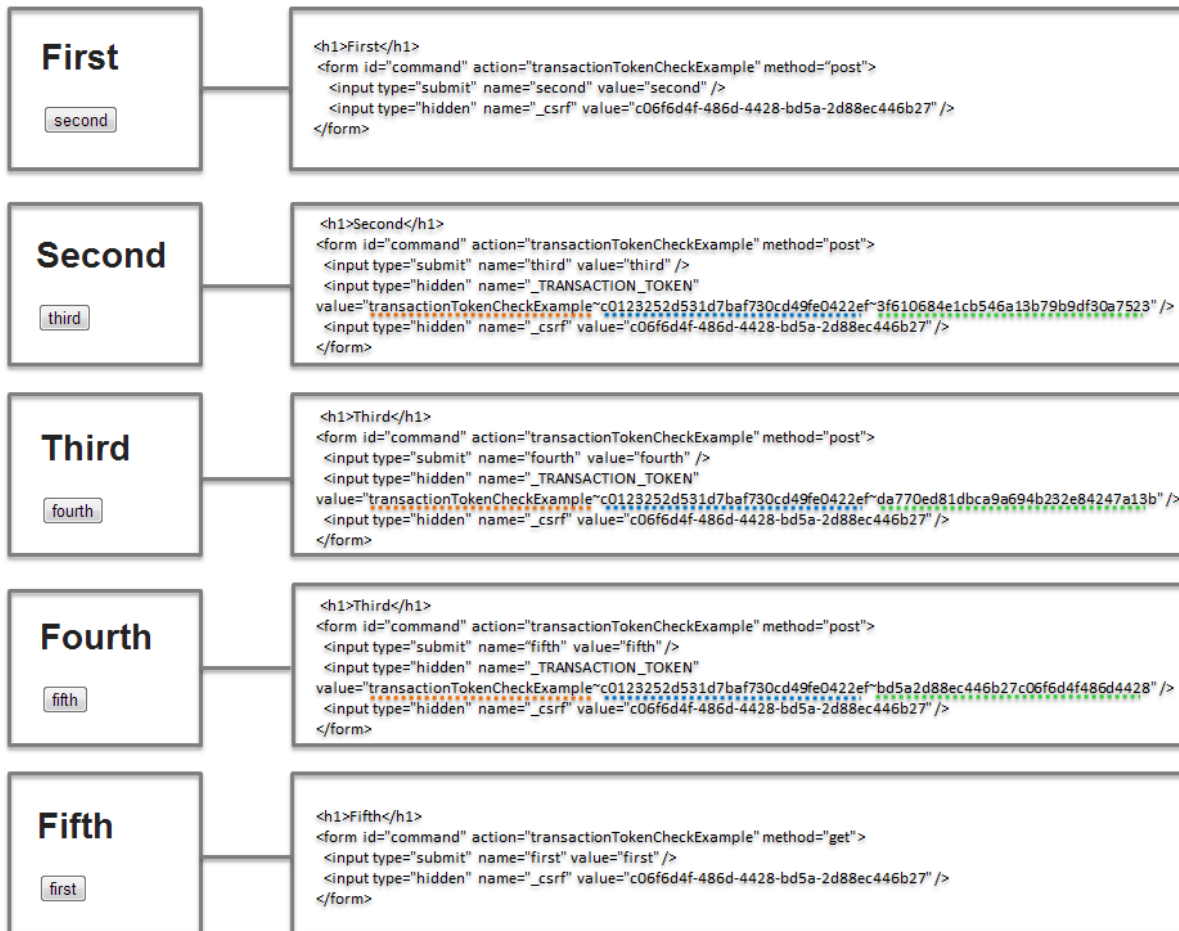 First
second
<h1>First</h1>
<form id="command" action="transactionTokenCheckExample" method="post">
<input type="submit" name="second" value="second" />
<input type="hidden" name="_csrf" value="c06f6d4f-486d-4428-bd5a-2d88ec446b27" />
</form>
Second
third
<h1>Second</h1>
<form id="command" action="transactionTokenCheckExample" method="post">
<input type="submit" name="third" value="third" />
<input type="hidden" name="_TRANSACTION_TOKEN"
value="transactionTokenCheckExample~c0123252d531d7baf730cd49fe0422ef~3f610684e1cb546a13b79b9df30a7523" />
<input type="hidden" name="_csrf" value="c06f6d4f-486d-4428-bd5a-2d88ec446b27" />
</form>
Third
fourth
<h1>Third</h1>
<form id="command" action="transactionTokenCheckExample" method="post">
<input type="submit" name="fourth" value="fourth" />
<input type="hidden" name="_TRANSACTION_TOKEN"
value="transactionTokenCheckExample~c0123252d531d7baf730cd49fe0422ef~da770ed81dbca9a694b232e84247a13b" />
<input type="hidden" name="_csrf" value="c06f6d4f-486d-4428-bd5a-2d88ec446b27" />
</form>
Fourth
fifth
<h1>Third</h1>
<form id="command" action="transactionTokenCheckExample" method="post">
<input type="submit" name="fifth" value="fifth" />
<input type="hidden" name="_TRANSACTION_TOKEN"
value="transactionTokenCheckExample~c0123252d531d7baf730cd49fe0422ef~bd5a2d88ec446b27c06f6d4f486d4428" />
<input type="hidden" name="_csrf" value="c06f6d4f-486d-4428-bd5a-2d88ec446b27" />
</form>
Fifth
first
<h1>Fifth</h1>
<form id="command" action="transactionTokenCheckExample" method="get">
<input type="submit" name="first" value="first" />
<input type="hidden" name="_csrf" value="c06f6d4f-486d-4428-bd5a-2d88ec446b27" />
</form>